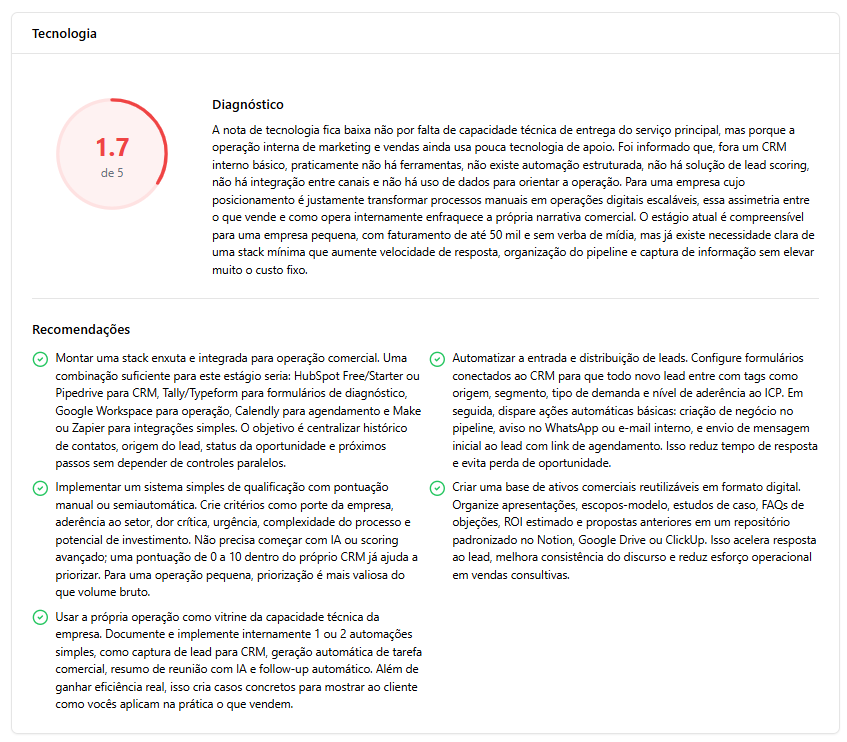 Tecnologia
1.7
de 5
Diagnóstico
A nota de tecnologia fica baixa não por falta de capacidade técnica de entrega do serviço principal, mas porque a
operação interna de marketing e vendas ainda usa pouca tecnologia de apoio. Foi informado que, fora um CRM
interno básico, praticamente não há ferramentas, não existe automação estruturada, não há solução de lead scoring,
não há integração entre canais e não há uso de dados para orientar a operação. Para uma empresa cujo
posicionamento é justamente transformar processos manuais em operações digitais escaláveis, essa assimetria entre
o que vende e como opera internamente enfraquece a própria narrativa comercial. O estágio atual é compreensível
para uma empresa pequena, com faturamento de até 50 mil e sem verba de mídia, mas já existe necessidade clara de
uma stack mínima que aumente velocidade de resposta, organização do pipeline e captura de informação sem elevar
muito o custo fixo.
Recomendações
Montar uma stack enxuta e integrada para operação comercial. Uma
combinação suficiente para este estágio seria: HubSpot Free/Starter ou
Pipedrive para CRM, Tally/Typeform para formulários de diagnóstico,
Google Workspace para operação, Calendly para agendamento e Make
ou Zapier para integrações simples. O objetivo é centralizar histórico
de contatos, origem do lead, status da oportunidade e próximos
passos sem depender de controles paralelos.
Automatizar a entrada e distribuição de leads. Configure formulários
conectados ao CRM para que todo novo lead entre com tags como
origem, segmento, tipo de demanda e nível de aderência ao ICP. Em
seguida, dispare ações automáticas básicas: criação de negócio no
pipeline, aviso no WhatsApp ou e-mail interno, e envio de mensagem
inicial ao lead com link de agendamento. Isso reduz tempo de resposta
e evita perda de oportunidade.
Implementar um sistema simples de qualificação com pontuação
manual ou semiautomática. Crie critérios como porte da empresa,
aderência ao setor, dor crítica, urgência, complexidade do processo e
potencial de investimento. Não precisa começar com IA ou scoring
avançado; uma pontuação de 0 a 10 dentro do próprio CRM já ajuda a
priorizar. Para uma operação pequena, priorização é mais valiosa do
que volume bruto.
Criar uma base de ativos comerciais reutilizáveis em formato digital.
Organize apresentações, escopos-modelo, estudos de caso, FAQs de
objeções, ROI estimado e propostas anteriores em um repositório
padronizado no Notion, Google Drive ou ClickUp. Isso acelera resposta
ao lead, melhora consistência do discurso e reduz esforço operacional
em vendas consultivas.
Usar a própria operação como vitrine da capacidade técnica da
empresa. Documente e implemente internamente 1 ou 2 automações
simples, como captura de lead para CRM, geração automática de tarefa
comercial, resumo de reunião com IA e follow-up automático. Além de
ganhar eficiência real, isso cria casos concretos para mostrar ao cliente
como vocês aplicam na prática o que vendem.